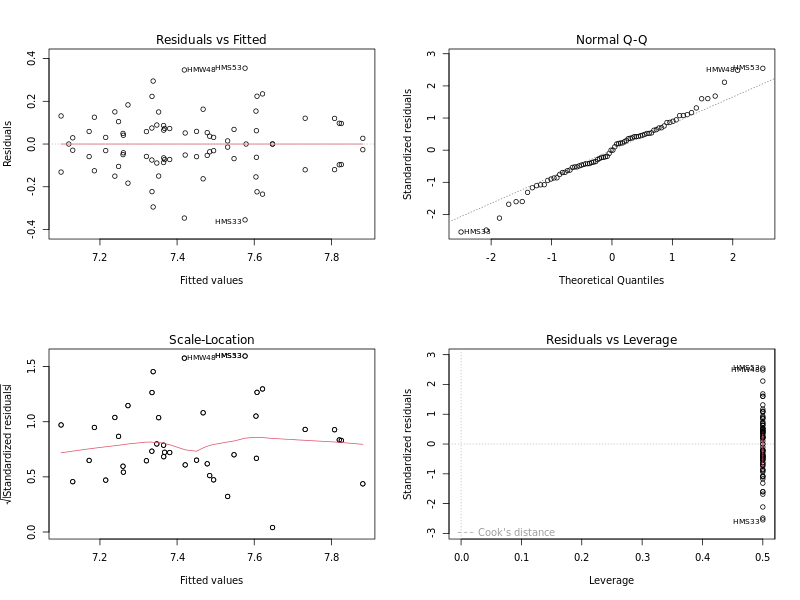 Residuals vs Fitted
Residuals
0.4
0.2
0.0
-0.2
-0.4
HMW48
HMS53
HMS33
7.2 7.4 7.6 7.8
Fitted values
Normal Q-Q
Standardized residuals
3
2
1
0
-1
-2
HMW48
HMS53
HMS33
-2 -1 0 1 2
Theoretical Quantiles
Scale-Location
√|Standardized residuals|
1.5
1.0
0.5
0.0
HMW48
HMS53
7.2 7.4 7.6 7.8
Fitted values
Residuals vs Leverage
Standardized residuals
3
2
1
0
-1
-2
-3
HMS53
HMW48
HMS33
Cook's distance
0.0 0.1 0.2 0.3 0.4 0.5
Leverage